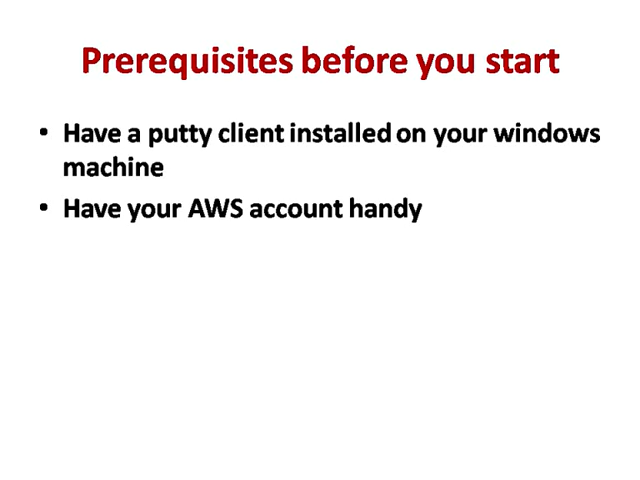 Prerequisites before you start
• Have a putty client installed on your windows
machine
• Have your AWS account handy